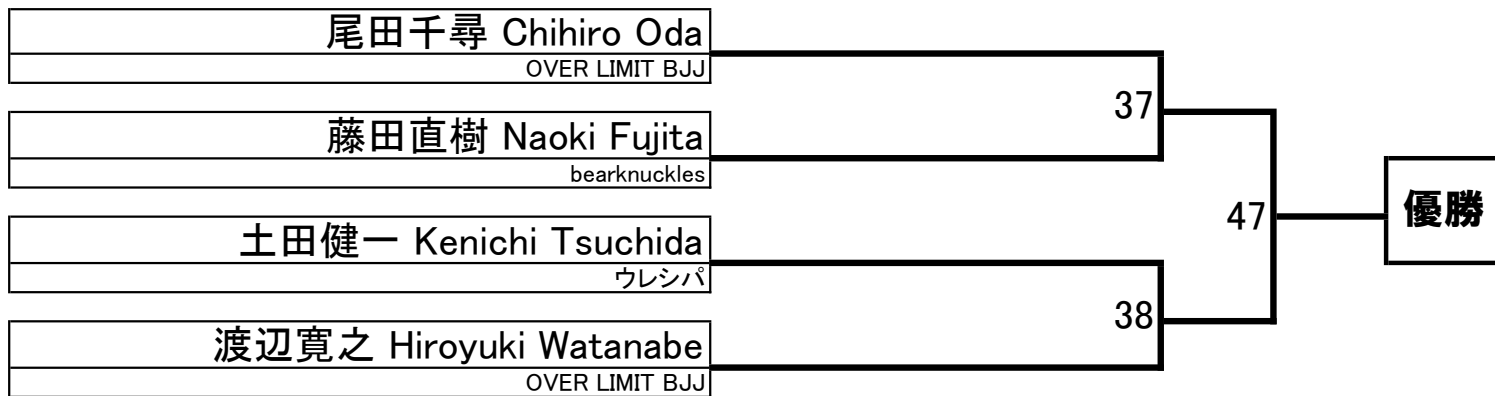 尾田千尋 Chihiro Oda
OVER LIMIT BJJ
37
藤田直樹 Naoki Fujita
bearknuckles
47
優勝
土田健一 Kenichi Tsuchida
ウレシパ
38
渡辺寛之 Hiroyuki Watanabe
OVER LIMIT BJJ